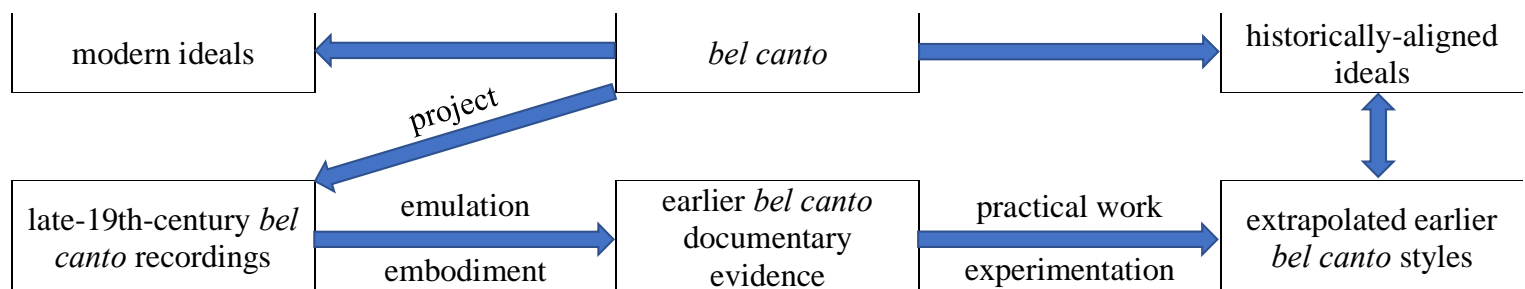 modern ideals
bel canto
historically-aligned
ideals
project
late-19th-century bel
canto recordings
emulation
embodiment
earlier bel canto
documentary
evidence
practical work
experimentation
extrapolated earlier
bel canto styles